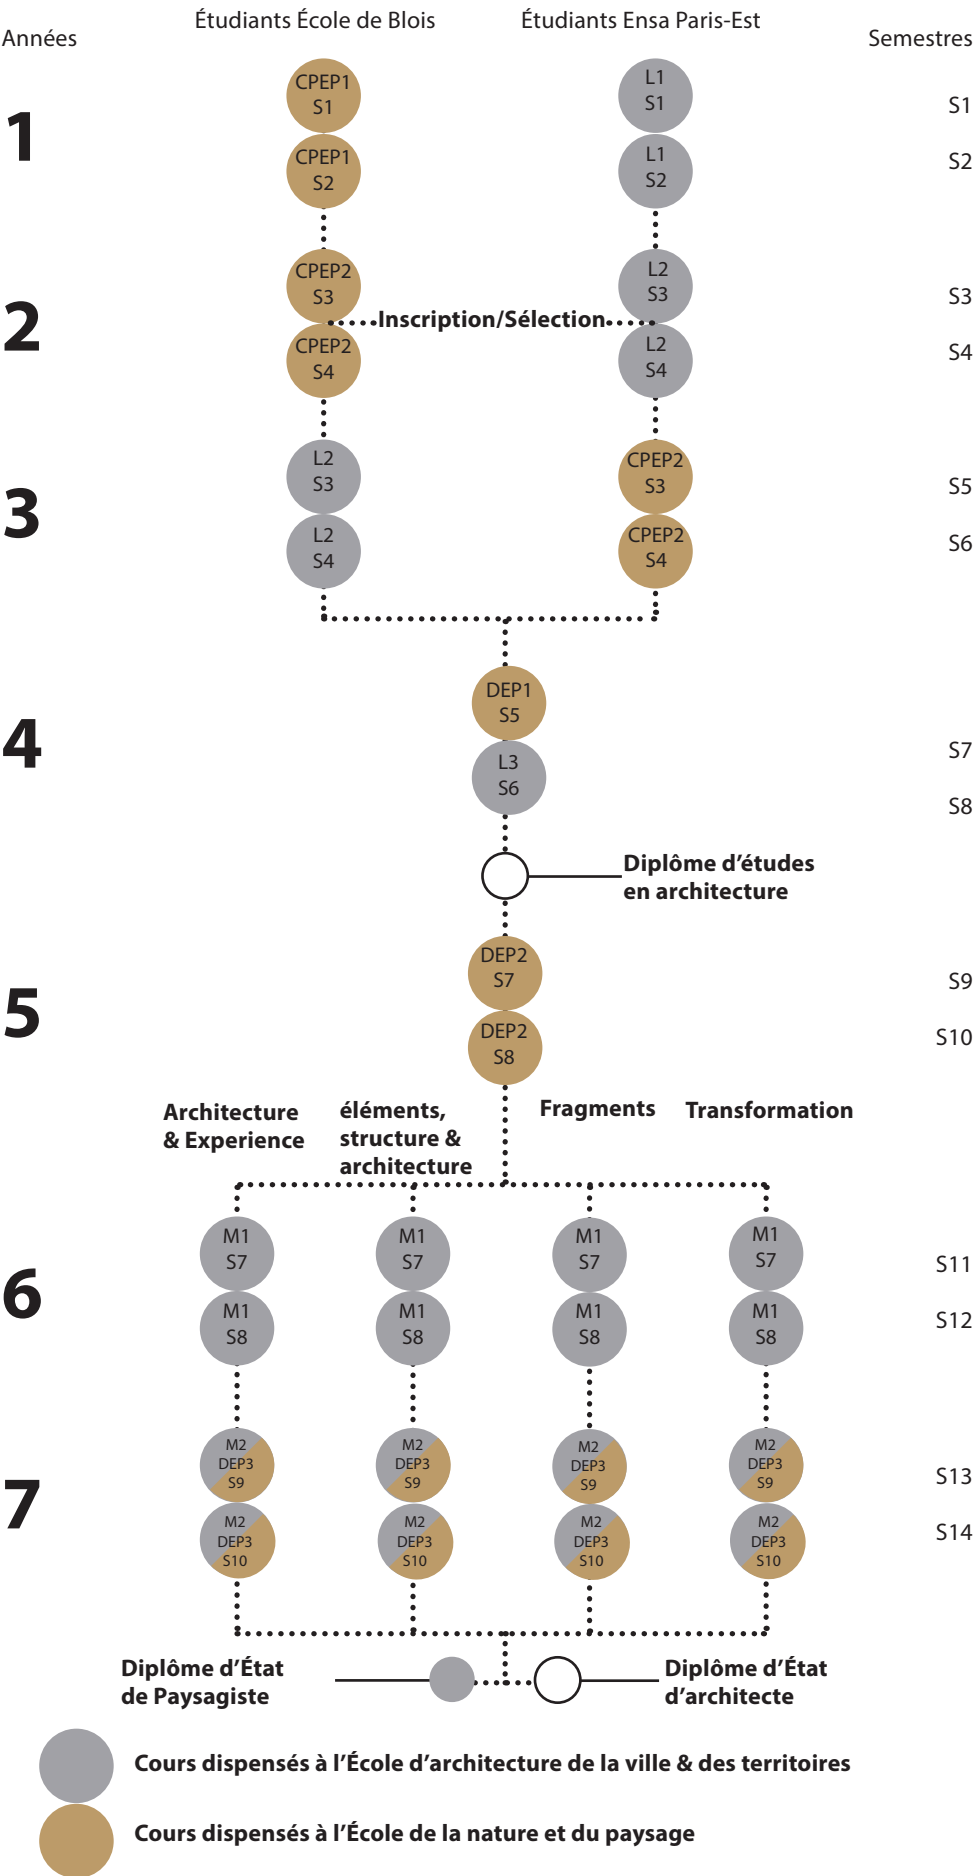 Années
Étudiants École de Blois
Étudiants Ensa Paris-Est
Semestres
1
CPEP1
S1
L1
S1
S1
CPEP1
S2
L1
S2
S2
2
CPEP2
S3
L2
S3
S3
Inscription/Sélection
CPEP2
S4
L2
S4
S4
3
L2
S3
CPEP2
S3
S5
L2
S4
CPEP2
S4
S6
4
DEP1
S5
S7
L3
S6
S8
Diplôme d'études
en architecture
5
DEP2
S7
S9
DEP2
S8
S10
Architecture
& Experience
éléments,
structure &
architecture
Fragments
Transformation
6
M1
S7
M1
S7
M1
S7
M1
S7
S11
M1
S8
M1
S8
M1
S8
M1
S8
S12
7
M2
DEP3
S9
M2
DEP3
S9
M2
DEP3
S9
M2
DEP3
S9
S13
M2
DEP3
S10
M2
DEP3
S10
M2
DEP3
S10
M2
DEP3
S10
S14
Diplôme d'État
de Paysagiste
Diplôme d'État
d'architecte
Cours dispensés à l'École d'architecture de la ville & des territoires
Cours dispensés à l'École de la nature et du paysage